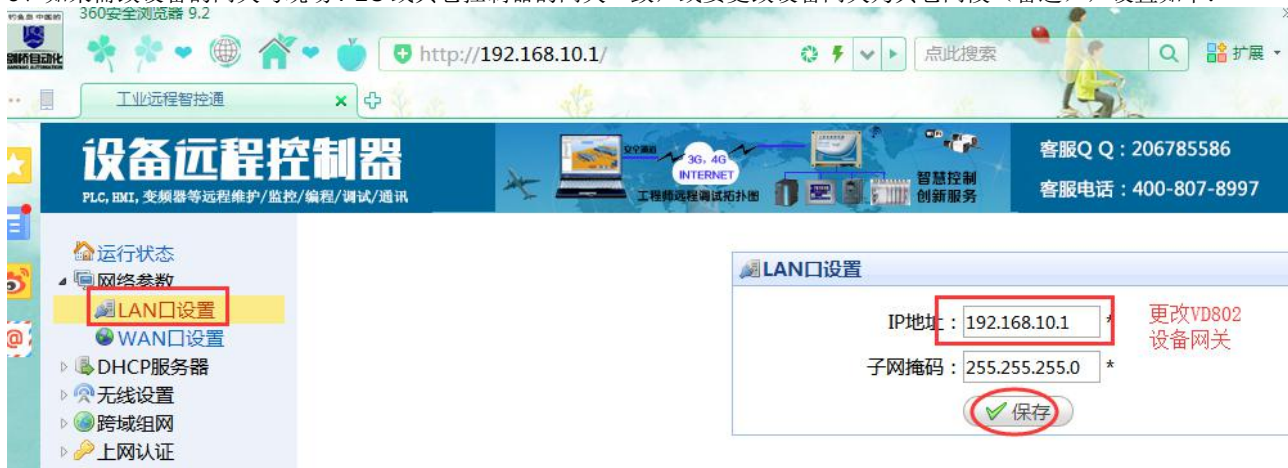 360安全浏览器 9.2
http://192.168.10.1/
点此搜索
扩展
工业远程智控通
设备远程控制器
PLC, HMI, 变频器等远程维护/监控/编程/调试/通讯
安全通道
3G, 4G
INTERNET
工程师远程调试拓扑图
智慧控制
创新服务
客服QQ：206785586
客服电话：400-807-8997
运行状态
网络参数
LAN口设置
WAN口设置
DHCP服务器
无线设置
跨域组网
上网认证
LAN口设置
IP地址：192.168.10.1 *
更改VD802
设备网关
子网掩码：255.255.255.0 *
保存